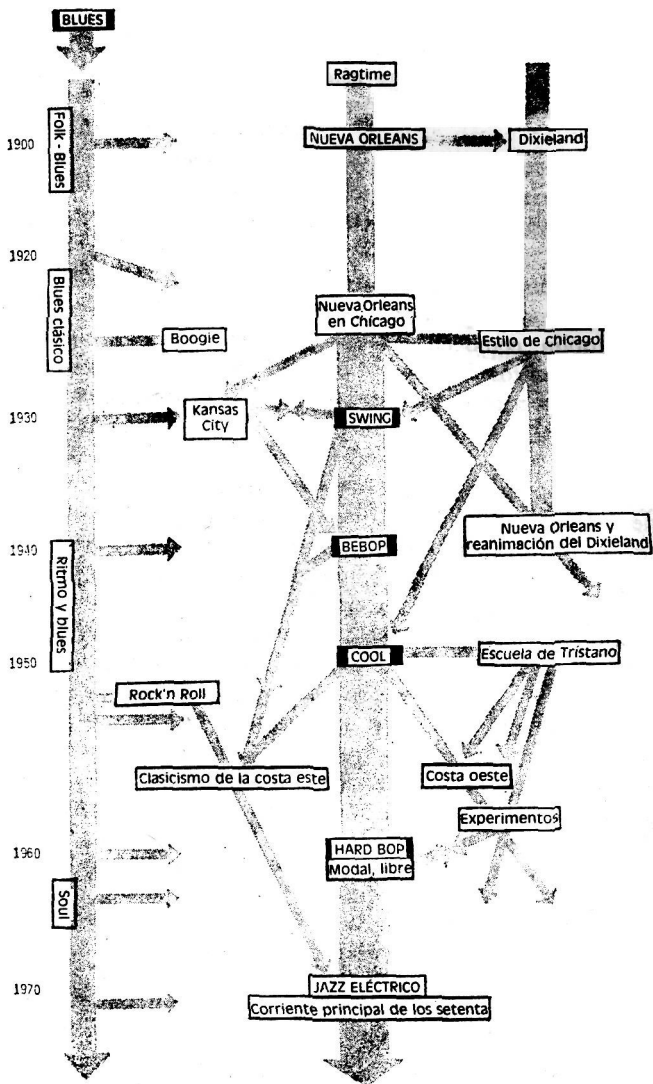 BLUES
Ragtime
Folk - Blues
1900
NUEVA ORLEANS
Dixieland
1920
Blues clásico
Nueva Orleans
en Chicago
Boogie
Estilo de Chicago
1930
Kansas
City
SWING
Nueva Orleans y
reanimación del Dixieland
1940
BEBOP
Ritmo y blues
1950
COOL
Escuela de Tristano
Rock'n Roll
Clasicismo de la costa este
Costa oeste
Experimentos
1960
HARD BOP
Modal, libre
Soul
1970
JAZZ ELÉCTRICO
Corriente principal de los setenta